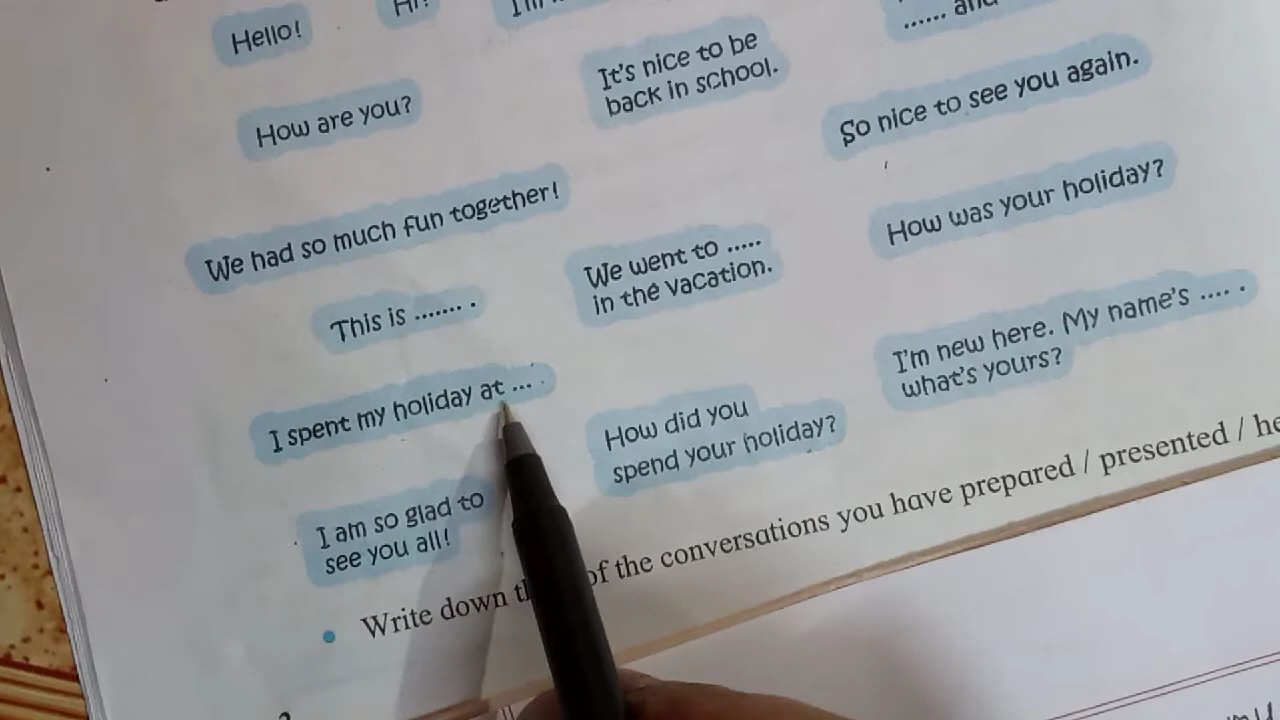 Hello!
Hi!
I'm
...... and
How are you?
It's nice to be
back in school.
So nice to see you again.
We had so much fun together!
We went to .....
in the vacation.
How was your holiday?
This is ....... .
I'm new here. My name's .... .
what's yours?
I spent my holiday at ... .
How did you
spend your holiday?
I am so glad to
see you all!
Write down of the conversations you have prepared / presented /